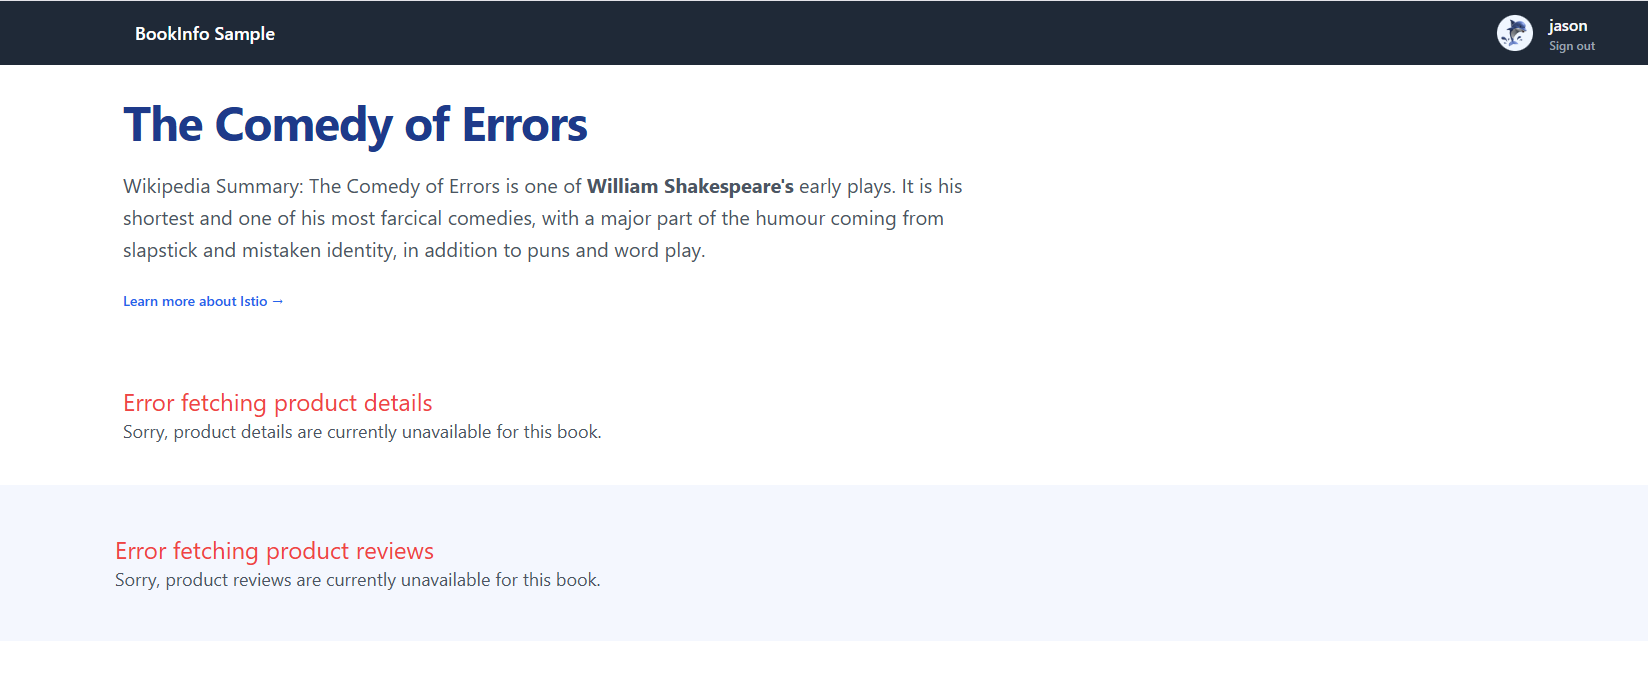 BookInfo Sample
jason
Sign out
The Comedy of Errors
Wikipedia Summary: The Comedy of Errors is one of William Shakespeare's early plays. It is his
shortest and one of his most farcical comedies, with a major part of the humour coming from
slapstick and mistaken identity, in addition to puns and word play.
Learn more about Istio →
Error fetching product details
Sorry, product details are currently unavailable for this book.
Error fetching product reviews
Sorry, product reviews are currently unavailable for this book.